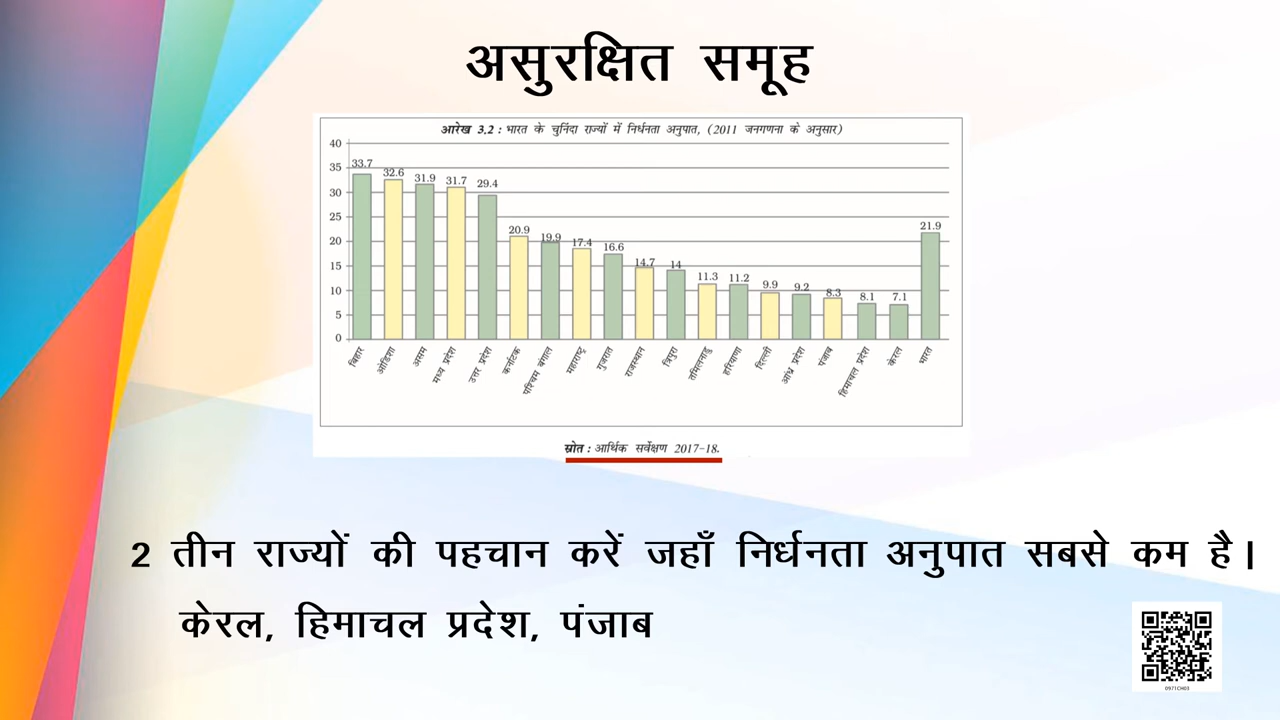 असुरक्षित समूह
आरेख 3.2 : भारत के चुनिंदा राज्यों में निर्धनता अनुपात, (2011 जनगणना के अनुसार)
40
35
30
25
20
15
10
5
0
33.7 32.6 31.9 31.7 29.4 20.9 19.9 17.4 16.6 14.7 14 11.3 11.2 9.9 9.2 8.3 8.1 7.1 21.9
बिहार ओडिशा असम मध्य प्रदेश उत्तर प्रदेश कर्नाटक पश्चिम बंगाल महाराष्ट्र गुजरात राजस्थान त्रिपुरा तमिलनाडु हरियाणा दिल्ली आंध्र प्रदेश पंजाब हिमाचल प्रदेश केरल भारत
स्रोत : आर्थिक सर्वेक्षण 2017-18.
2 तीन राज्यों की पहचान करें जहाँ निर्धनता अनुपात सबसे कम है।
केरल, हिमाचल प्रदेश, पंजाब
0971CH03